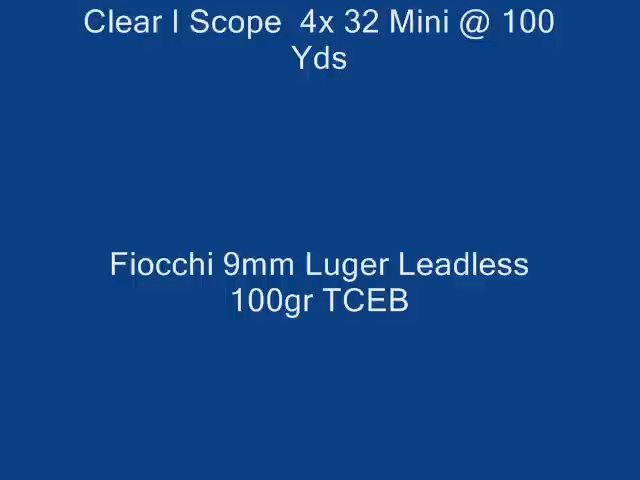 Clear I Scope  4x 32 Mini @ 100
Yds
Fiocchi 9mm Luger Leadless
100gr TCEB